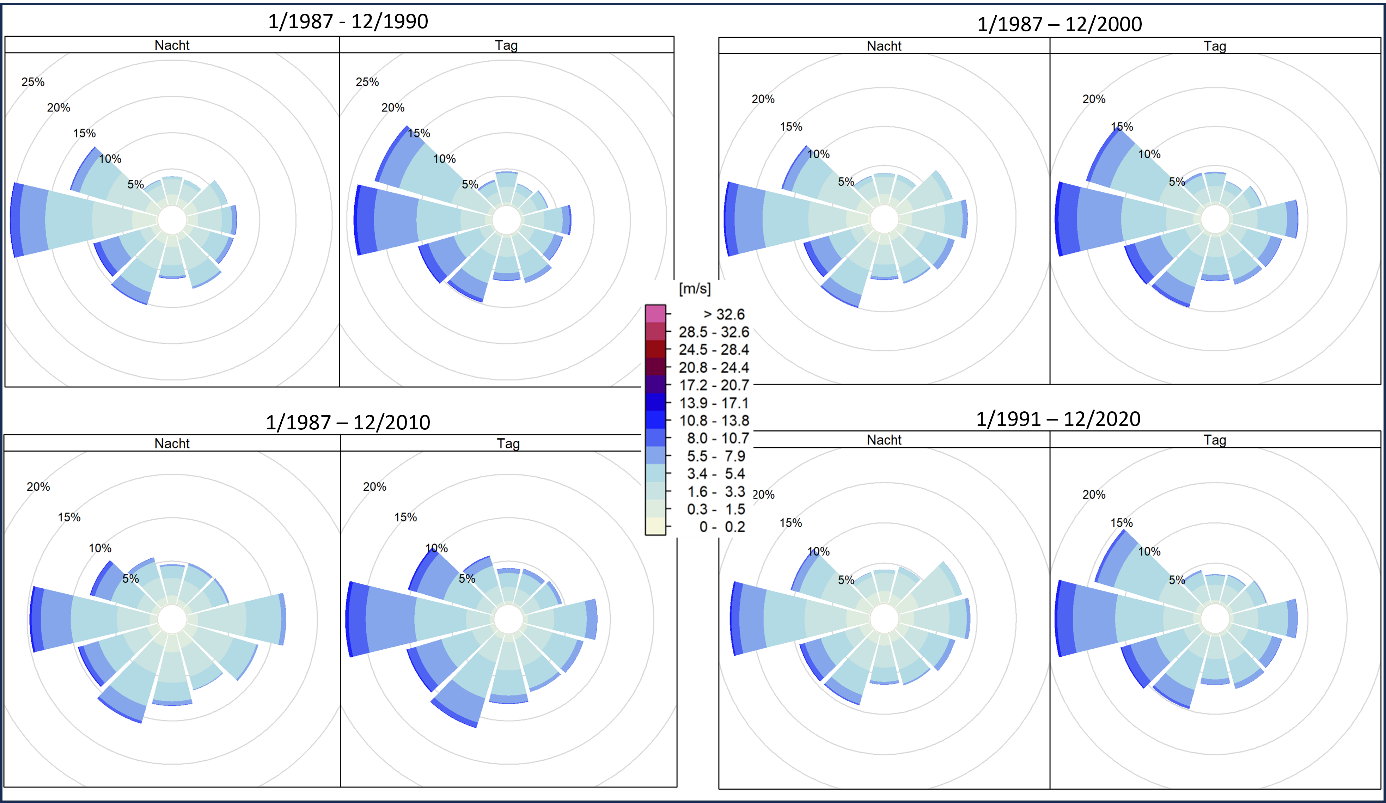 1/1987 - 12/1990
Nacht
Tag
25%
20%
15%
10%
5%
25%
20%
15%
10%
5%
1/1987 – 12/2000
Nacht
Tag
20%
15%
10%
5%
20%
15%
10%
5%
[m/s]
> 32.6
28.5 - 32.6
24.5 - 28.4
20.8 - 24.4
17.2 - 20.7
13.9 - 17.1
10.8 - 13.8
8.0 - 10.7
5.5 - 7.9
3.4 - 5.4
1.6 - 3.3
0.3 - 1.5
0 - 0.2
1/1987 – 12/2010
Nacht
Tag
20%
15%
10%
5%
20%
15%
10%
5%
1/1991 – 12/2020
Nacht
Tag
20%
15%
10%
5%
20%
15%
10%
5%